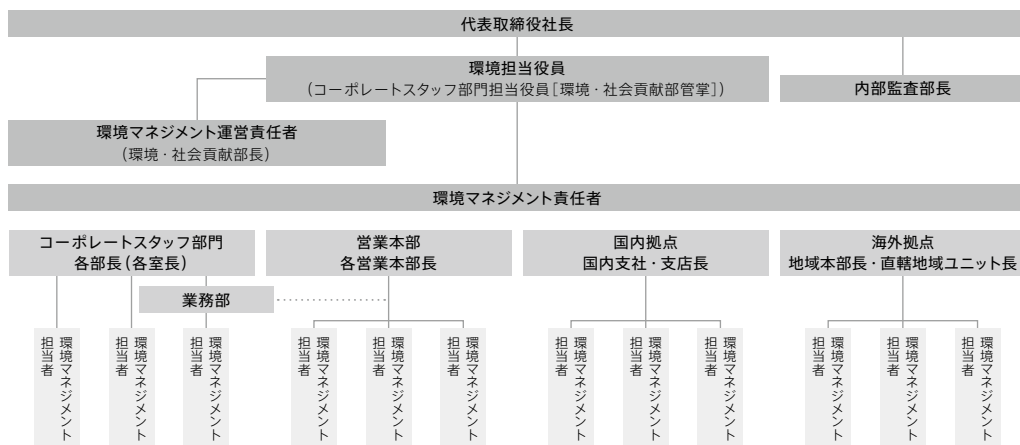 代表取締役社長
環境担当役員
（コーポレートスタッフ部門担当役員［環境・社会貢献部管掌］）
内部監査部長
環境マネジメント運営責任者
（環境・社会貢献部長）
環境マネジメント責任者
コーポレートスタッフ部門
各部長（各室長）
営業本部
各営業本部長
国内拠点
国内支社・支店長
海外拠点
地域本部長・直轄地域ユニット長
業務部
環境マネジメント
担当者
環境マネジメント
担当者
環境マネジメント
担当者
環境マネジメント
担当者
環境マネジメント
担当者
環境マネジメント
担当者
環境マネジメント
担当者
環境マネジメント
担当者
環境マネジメント
担当者
環境マネジメント
担当者
環境マネジメント
担当者
環境マネジメント
担当者